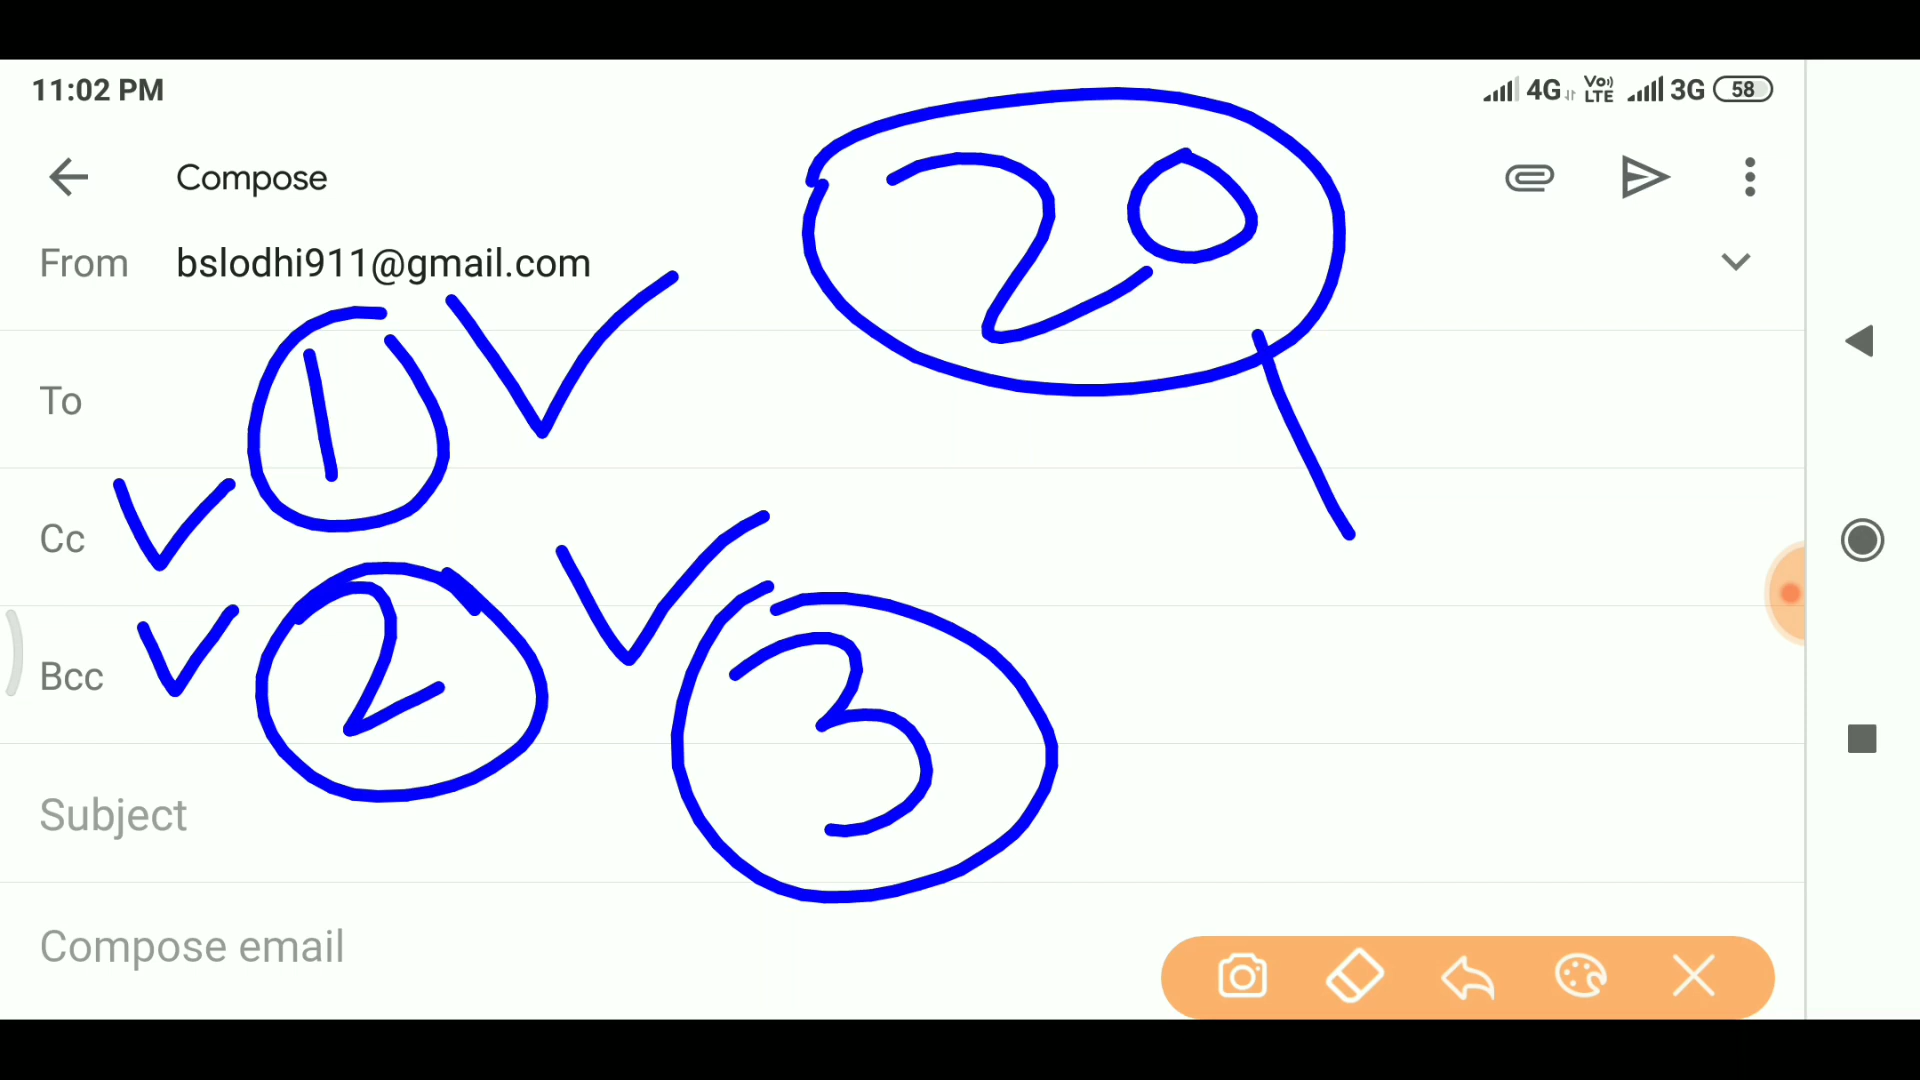 11:02 PM 4G Vo) LTE 3G 58
Compose
20
From bslodhi911@gmail.com
1
To
Cc
2
3
Bcc
Subject
Compose email